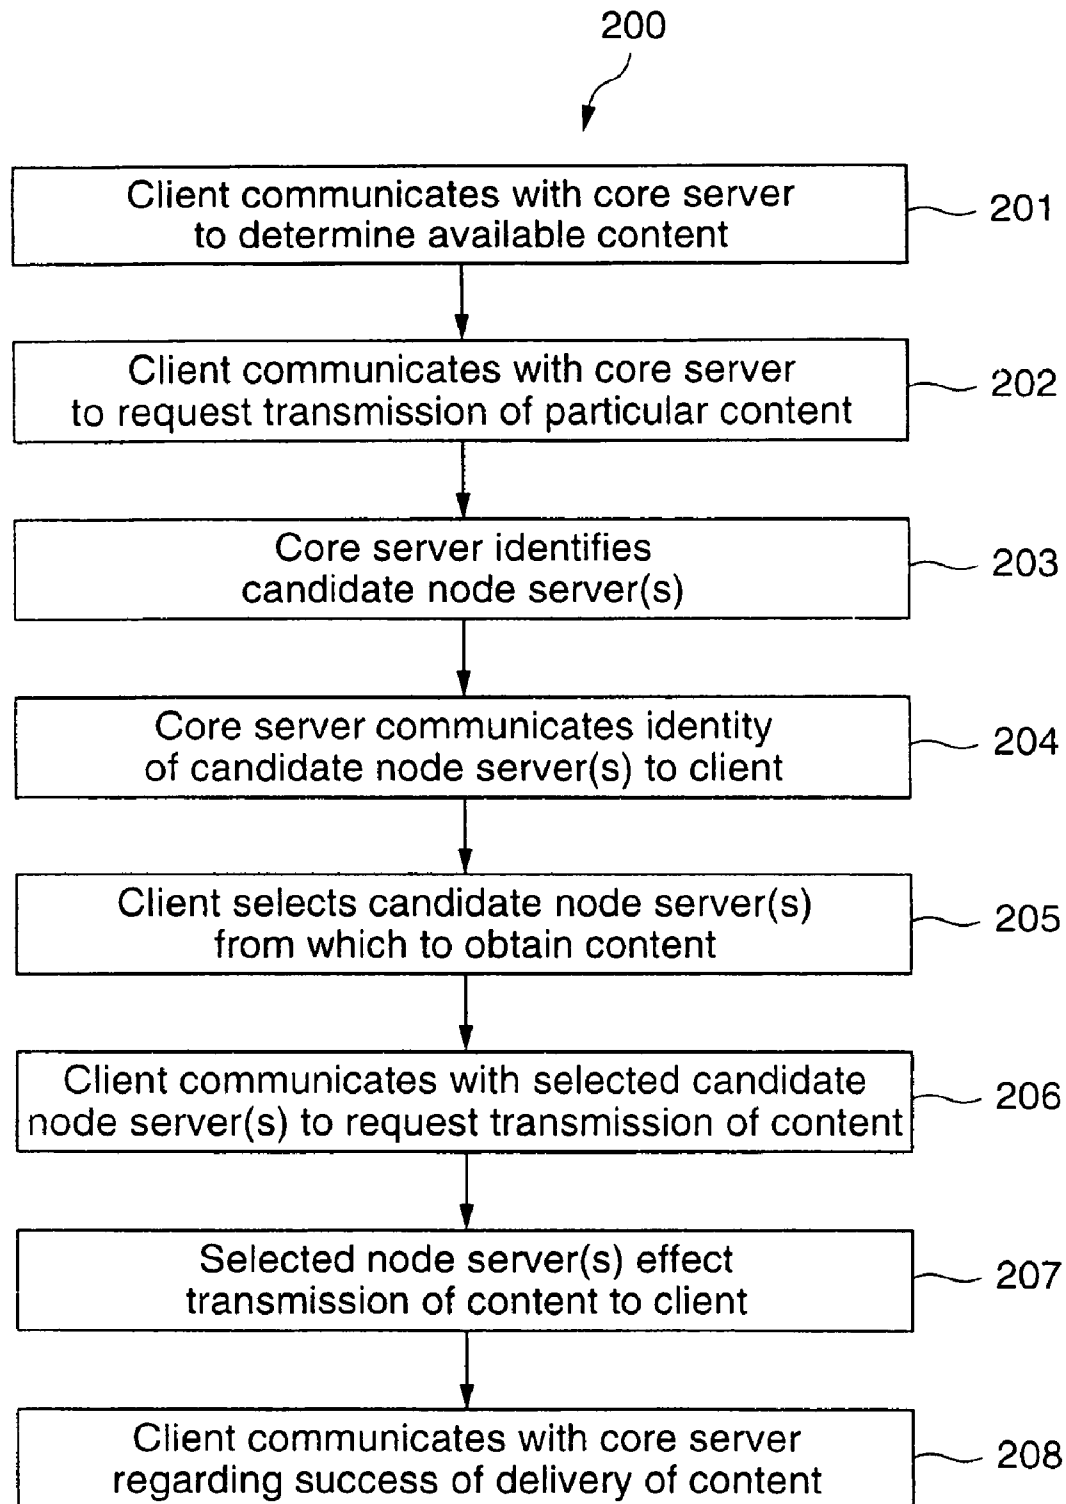 200
Client communicates with core server
to determine available content
201
Client communicates with core server
to request transmission of particular content
202
Core server identifies
candidate node server(s)
203
Core server communicates identity
of candidate node server(s) to client
204
Client selects candidate node server(s)
from which to obtain content
205
Client communicates with selected candidate
node server(s) to request transmission of content
206
Selected node server(s) effect
transmission of content to client
207
Client communicates with core server
regarding success of delivery of content
208